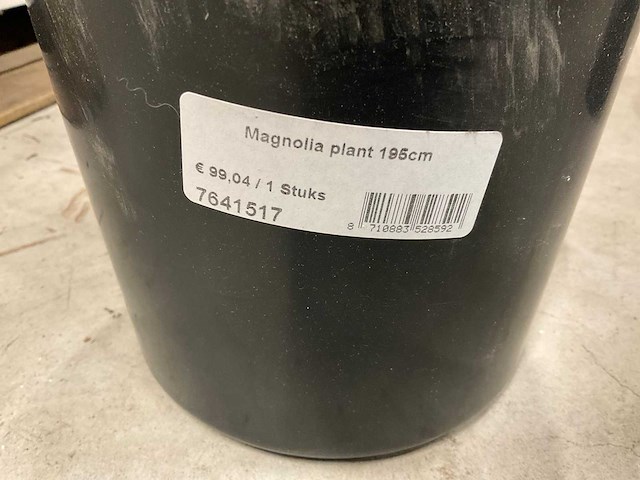 Magnolia plant 195cm
€ 99,04 / 1 Stuks
7641517
8 710883 528592